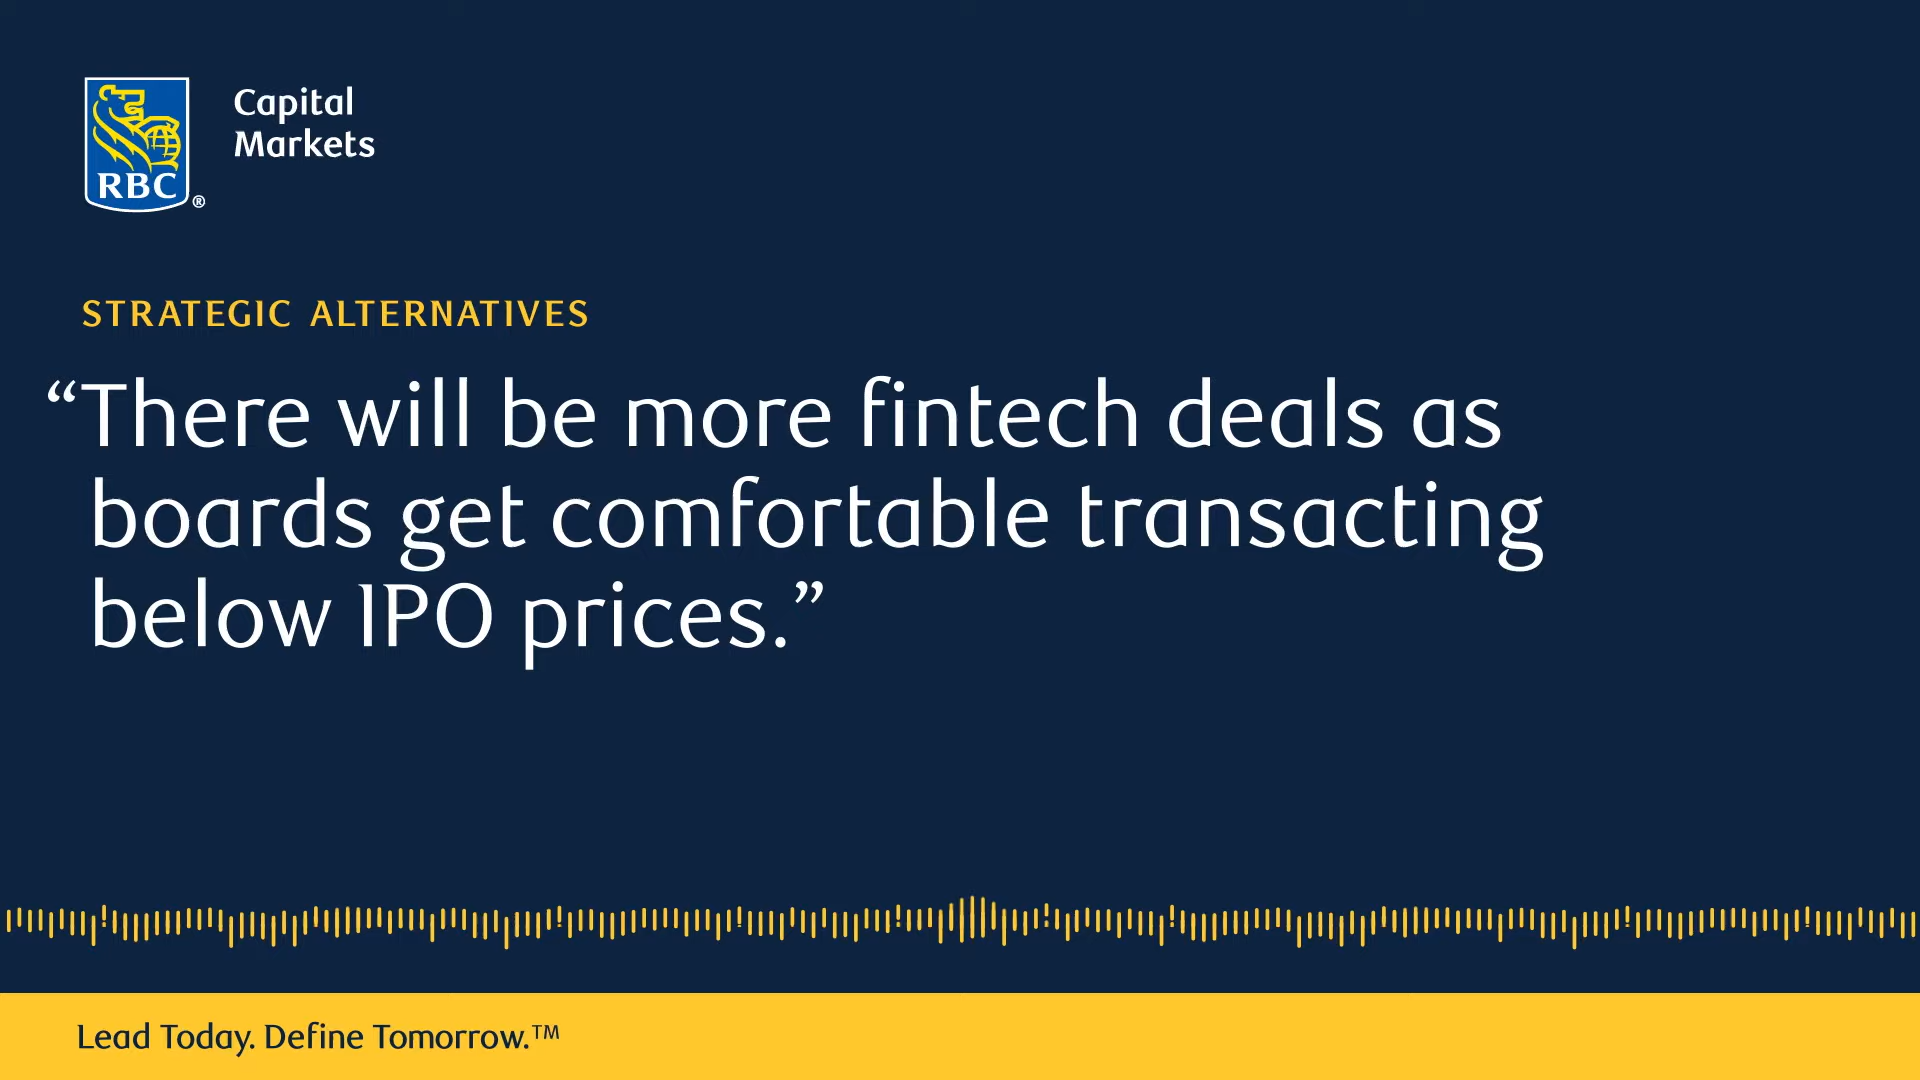 Capital
Markets
RBC®
STRATEGIC ALTERNATIVES
“There will be more fintech deals as
boards get comfortable transacting
below IPO prices.”
Lead Today. Define Tomorrow.™